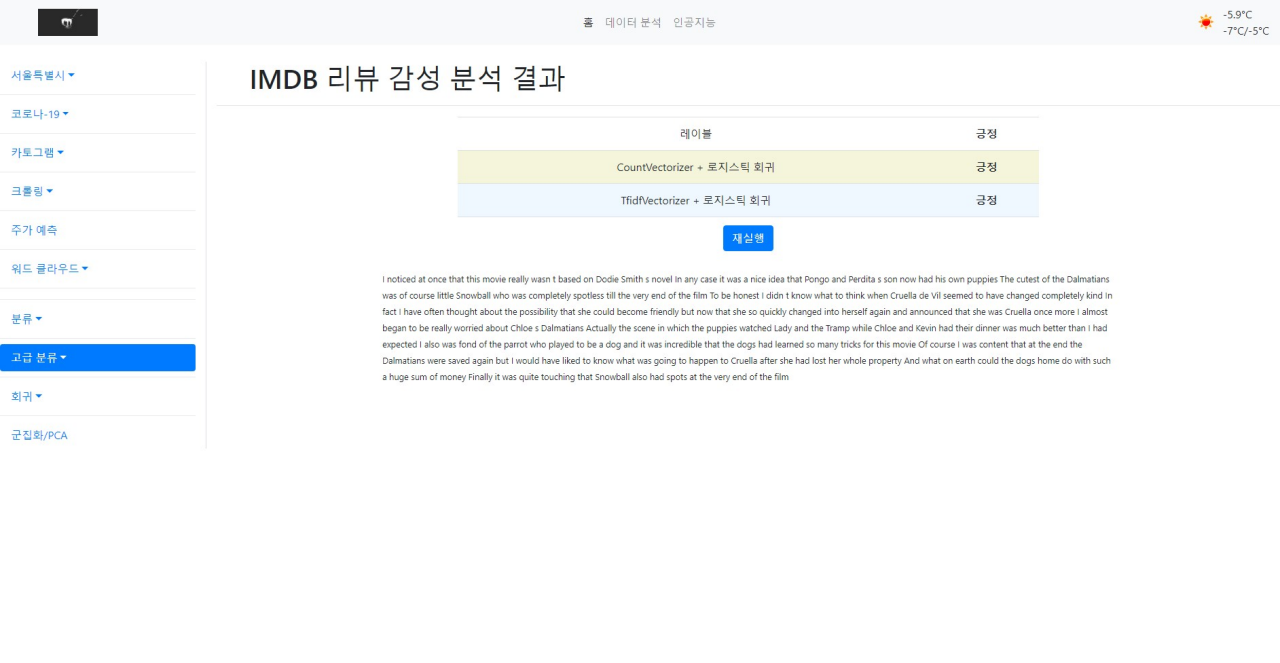 홈 데이터 분석 인공지능
-5.9°C
-7°C/-5°C
서울특별시
코로나-19
카토그램
크롤링
주가 예측
워드 클라우드
분류
고급 분류
회귀
군집화/PCA
IMDB 리뷰 감성 분석 결과
레이블 긍정
CountVectorizer + 로지스틱 회귀 긍정
TfidfVectorizer + 로지스틱 회귀 긍정
재실행
I noticed at once that this movie really wasn t based on Dodie Smith s novel In any case it was a nice idea that Pongo and Perdita s son now had his own puppies The cutest of the Dalmatians
was of course little Snowball who was completely spotless till the very end of the film To be honest I didn t know what to think when Cruella de Vil seemed to have changed completely kind In
fact I have often thought about the possibility that she could become friendly but now that she so quickly changed into herself again and announced that she was Cruella once more I almost
began to be really worried about Chloe s Dalmatians Actually the scene in which the puppies watched Lady and the Tramp while Chloe and Kevin had their dinner was much better than I had
expected I also was fond of the parrot who played to be a dog and it was incredible that the dogs had learned so many tricks for this movie Of course I was content that at the end the
Dalmatians were saved again but I would have liked to know what was going to happen to Cruella after she had lost her whole property And what on earth could the dogs home do with such
a huge sum of money Finally it was quite touching that Snowball also had spots at the very end of the film